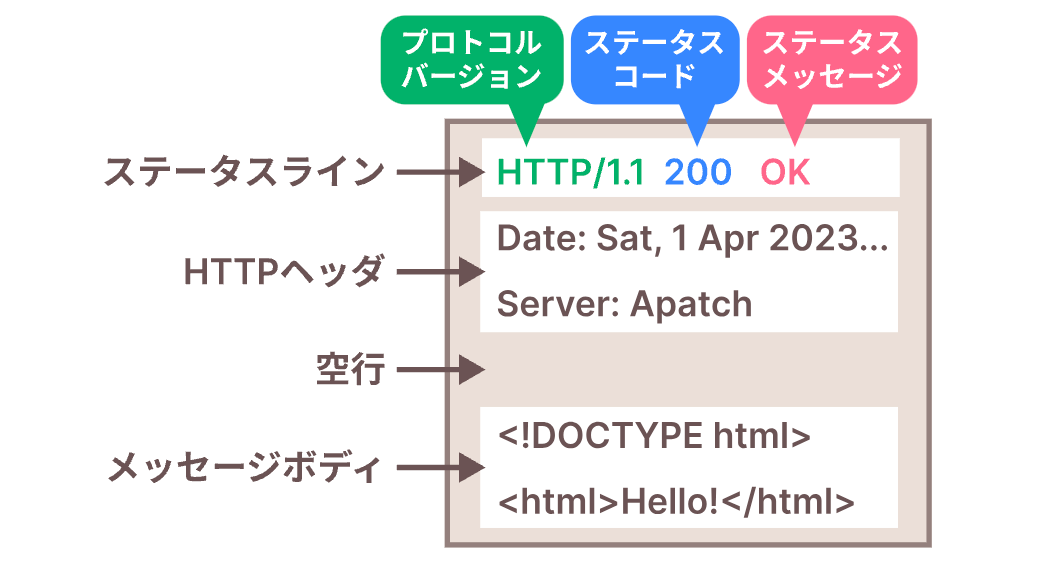 プロトコル
バージョン
ステータス
コード
ステータス
メッセージ
ステータスライン
HTTP/1.1 200 OK
HTTPヘッダ
Date: Sat, 1 Apr 2023...
Server: Apatch
空行
メッセージボディ
<!DOCTYPE html>
<html>Hello!</html>